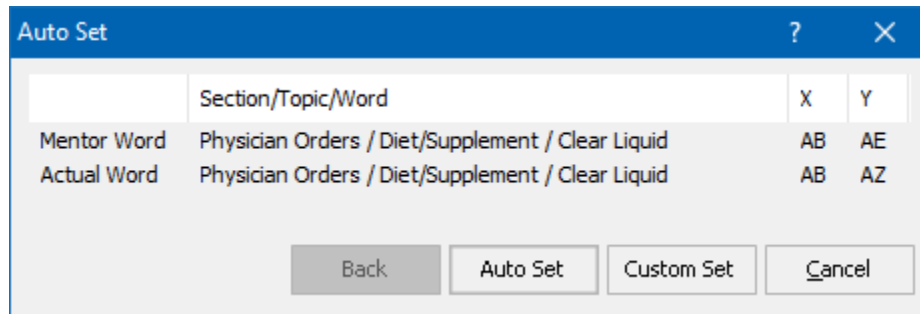 Auto Set ? ✕
Section/Topic/Word X Y
Mentor Word Physician Orders / Diet/Supplement / Clear Liquid AB AE
Actual Word Physician Orders / Diet/Supplement / Clear Liquid AB AZ
Back Auto Set Custom Set Cancel